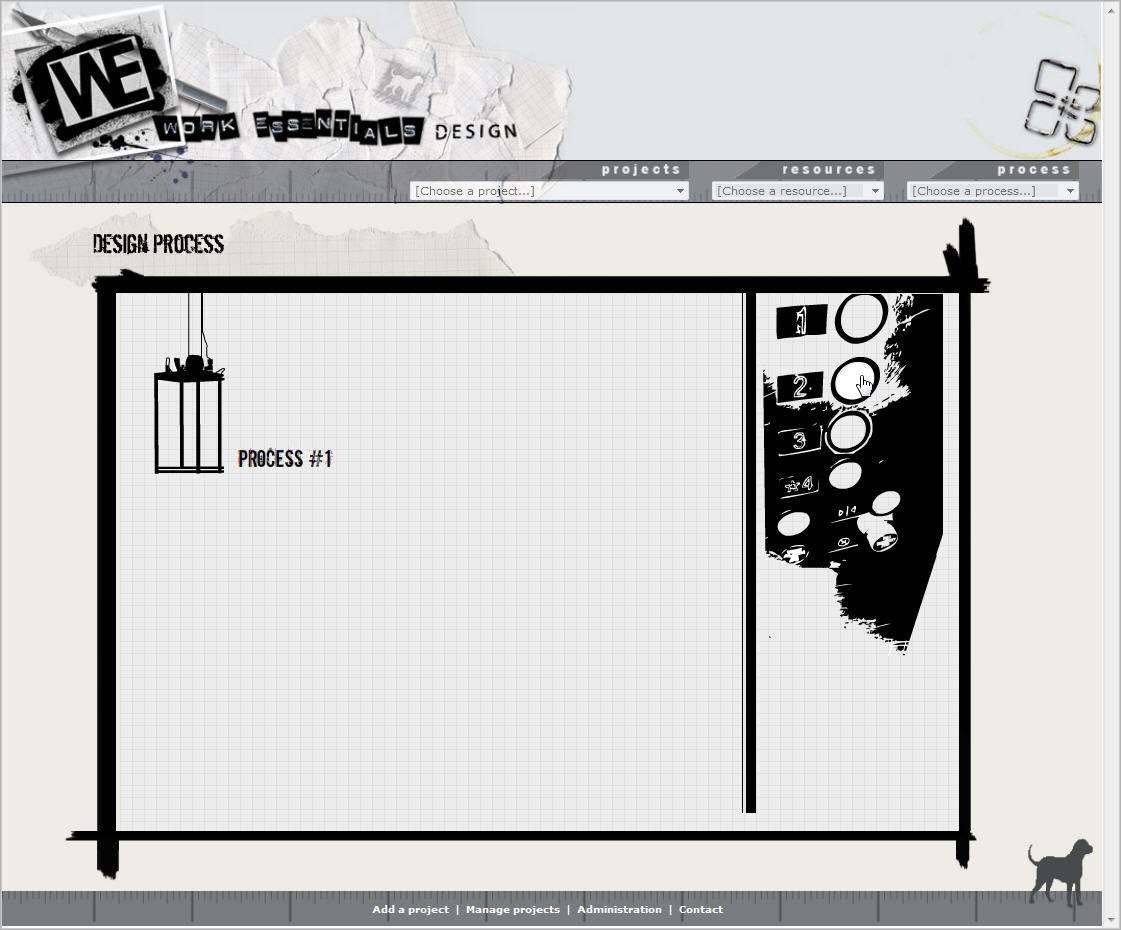 WE
WORK ESSENTIALS DESIGN
projects
resources
process
[Choose a project...]
[Choose a resource...]
[Choose a process...]
DESIGN PROCESS
PROCESS #1
1
2
3
*4
Add a project | Manage projects | Administration | Contact